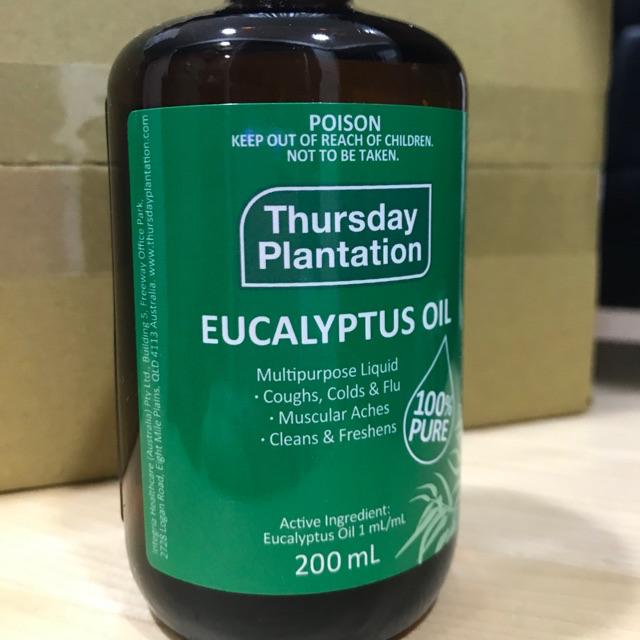 POISON
KEEP OUT OF REACH OF CHILDREN.
NOT TO BE TAKEN.
Thursday
Plantation
EUCALYPTUS OIL
Multipurpose Liquid
· Coughs, Colds & Flu
· Muscular Aches
· Cleans & Freshens
100%
PURE
Active Ingredient:
Eucalyptus Oil 1 mL/mL
200 mL
Integria Healthcare (Australia) Pty Ltd., Building 5, Freeway Office Park,
2728 Logan Road, Eight Mile Plains, QLD 4113 Australia. www.thursdayplantation.com